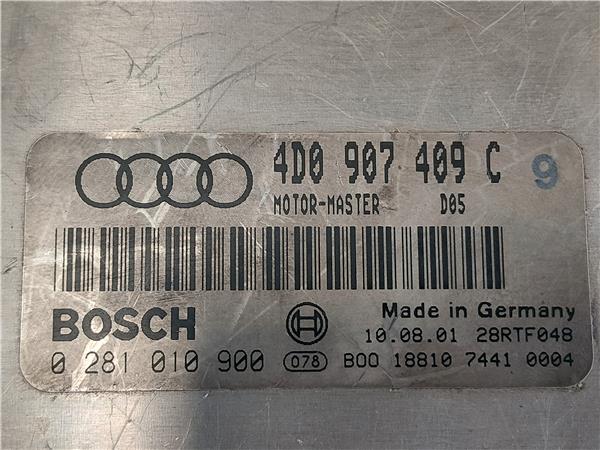 4D0 907 409 C 9
MOTOR-MASTER D05
BOSCH
Made in Germany
10.08.01 28RTF048
0 281 010 900 078 B00 18810 7441 0004